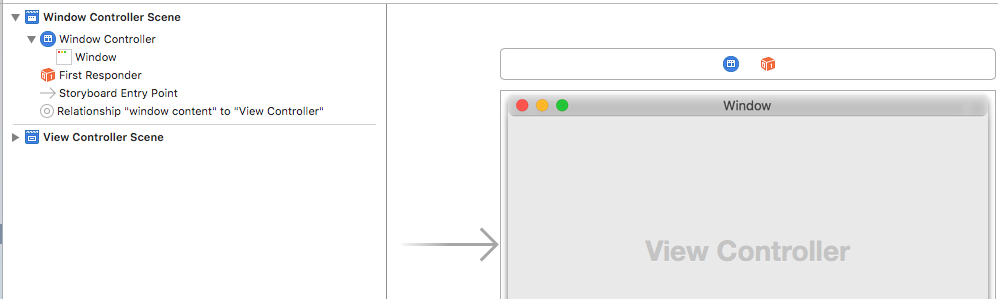 Window Controller Scene
Window Controller
Window
First Responder
Storyboard Entry Point
Relationship "window content" to "View Controller"
View Controller Scene
Window
View Controller